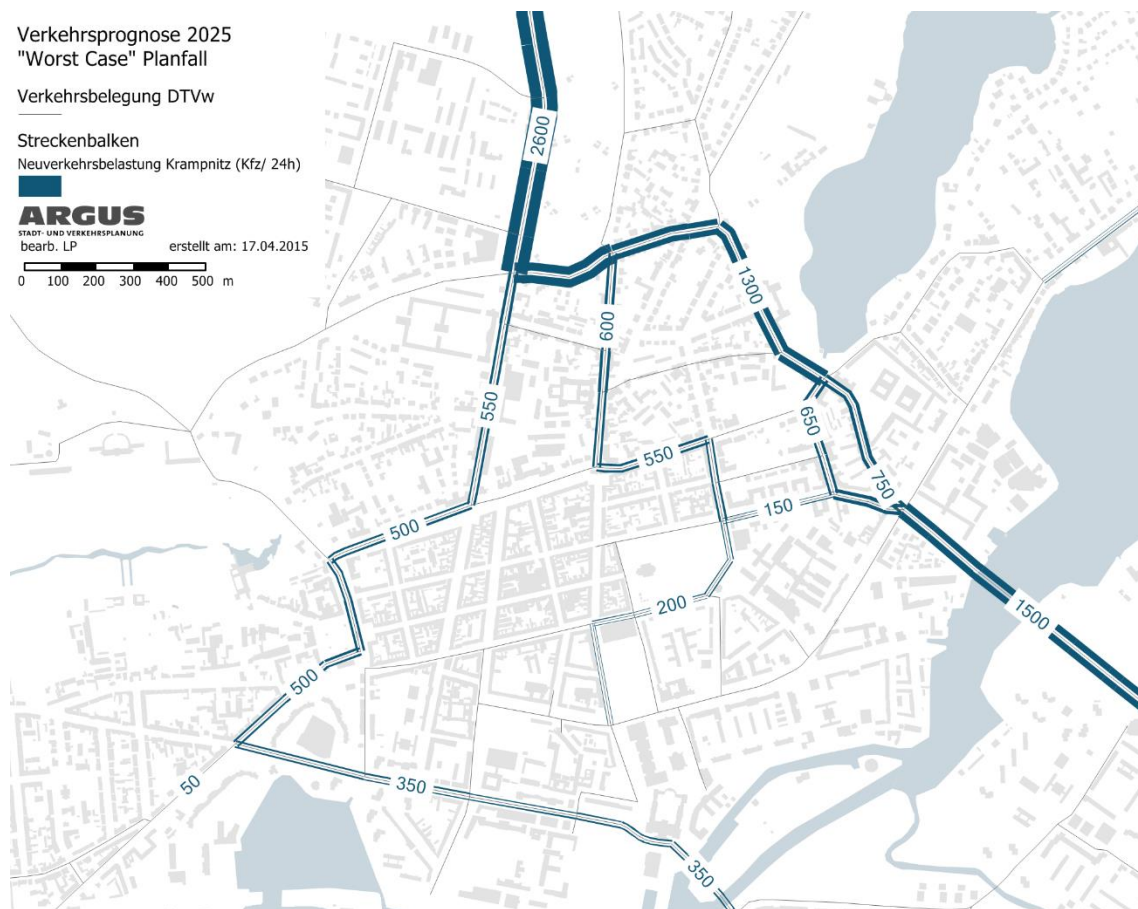 Verkehrsprognose 2025
"Worst Case" Planfall
Verkehrsbelegung DTVw
Streckenbalken
Neuverkehrsbelastung Krampnitz (Kfz/ 24h)
ARGUS
STADT- UND VERKEHRSPLANUNG
bearb. LP erstellt am: 17.04.2015
0 100 200 300 400 500 m
2600
1300
600
550
650
550
750
150
500
200
1500
500
50
350
350